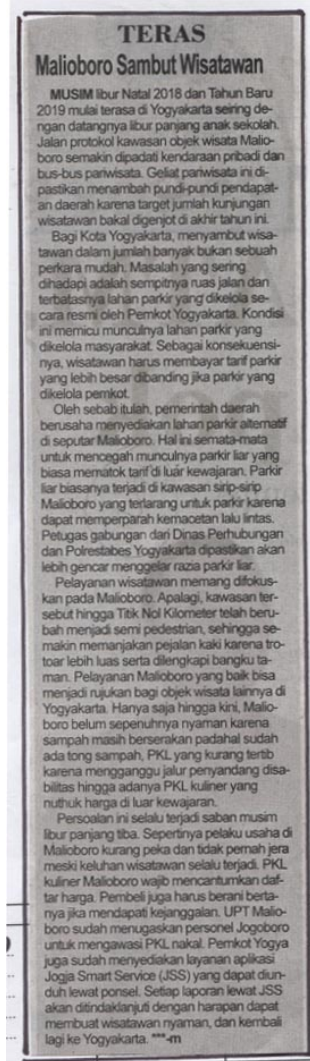 TERAS
Malioboro Sambut Wisatawan
MUSIM libur Natal 2018 dan Tahun Baru
2019 mulai terasa di Yogyakarta seiring de-
ngan datangnya libur panjang anak sekolah.
Jalan protokol kawasan objek wisata Malio-
boro semakin dipadati kendaraan pribadi dan
bus-bus pariwisata. Geliat pariwisata ini di-
pastikan menambah pundi-pundi pendapat-
an daerah karena target jumlah kunjungan
wisatawan bakal digenjot di akhir tahun ini.
Bagi Kota Yogyakarta, menyambut wisa-
tawan dalam jumlah banyak bukan sebuah
perkara mudah. Masalah yang sering
dihadapi adalah sempitnya ruas jalan dan
terbatasnya lahan parkir yang dikelola se-
cara resmi oleh Pemkot Yogyakarta. Kondisi
ini memicu munculnya lahan parkir yang
dikelola masyarakat. Sebagai konsekuensi-
nya, wisatawan harus membayar tarif parkir
yang lebih besar dibanding jika parkir yang
dikelola pemkot.
Oleh sebab itulah, pemerintah daerah
berusaha menyediakan lahan parkir alternatif
di seputar Malioboro. Hal ini semata-mata
untuk mencegah munculnya parkir liar yang
biasa mematok tarif di luar kewajaran. Parkir
liar biasanya terjadi di kawasan sirip-sirip
Malioboro yang terlarang untuk parkir karena
dapat memperparah kemacetan lalu lintas.
Petugas gabungan dari Dinas Perhubungan
dan Polrestabes Yogyakarta dipastikan akan
lebih gencar menggelar razia parkir liar.
Pelayanan wisatawan memang difokus-
kan pada Malioboro. Apalagi, kawasan ter-
sebut hingga Titik Nol Kilometer telah beru-
bah menjadi semi pedestrian, sehingga se-
makin memanjakan pejalan kaki karena tro-
toar lebih luas serta dilengkapi bangku ta-
man. Pelayanan Malioboro yang baik bisa
menjadi rujukan bagi objek wisata lainnya di
Yogyakarta. Hanya saja hingga kini, Malio-
boro belum sepenuhnya nyaman karena
sampah masih berserakan padahal sudah
ada tong sampah, PKL yang kurang tertib
karena mengganggu jalur penyandang disa-
bilitas hingga adanya PKL kuliner yang
nuthuk harga di luar kewajaran.
Persoalan ini selalu terjadi saban musim
libur panjang tiba. Sepertinya pelaku usaha di
Malioboro kurang peka dan tidak pernah jera
meski keluhan wisatawan selalu terjadi. PKL
kuliner Malioboro wajib mencantumkan daf-
tar harga. Pembeli juga harus berani berta-
nya jika mendapati kejanggalan. UPT Malio-
boro sudah menugaskan personel Jogoboro
untuk mengawasi PKL nakal. Pemkot Yogya
juga sudah menyediakan layanan aplikasi
Jogja Smart Service (JSS) yang dapat diun-
duh lewat ponsel. Setiap laporan lewat JSS
akan ditindaklanjuti dengan harapan dapat
membuat wisatawan nyaman, dan kembali
lagi ke Yogyakarta. ***-m